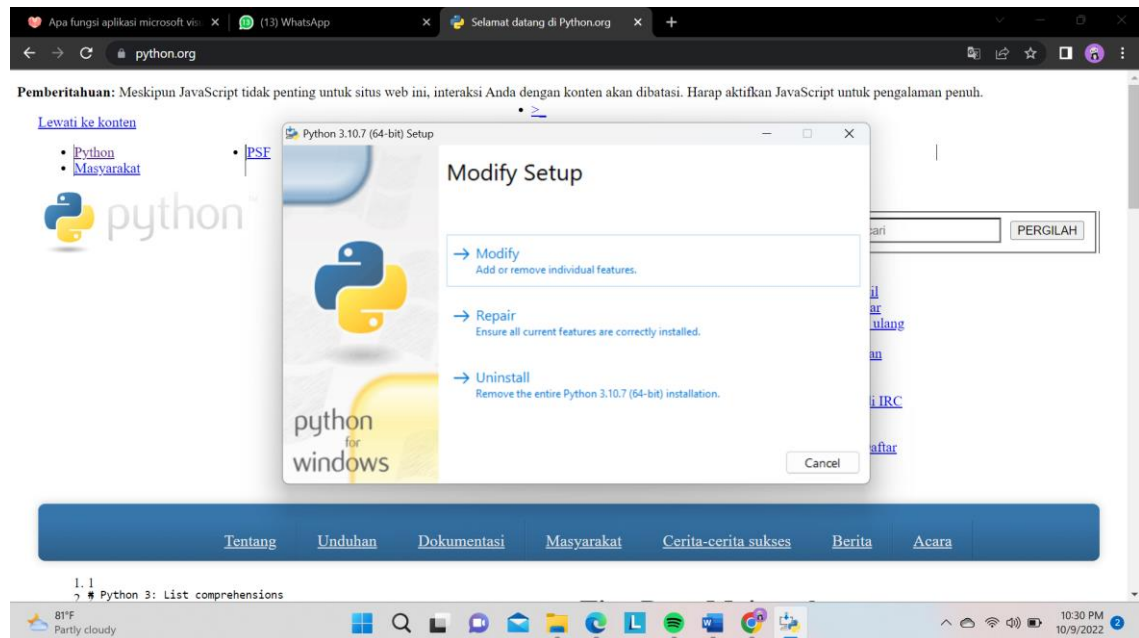 Apa fungsi aplikasi microsoft vis
(13) WhatsApp
Selamat datang di Python.org
python.org
Pemberitahuan: Meskipun JavaScript tidak penting untuk situs web ini, interaksi Anda dengan konten akan dibatasi. Harap aktifkan JavaScript untuk pengalaman penuh.
>_
Lewati ke konten
Python
PSF
Masyarakat
python
Python 3.10.7 (64-bit) Setup
Modify Setup
Modify
Add or remove individual features.
Repair
Ensure all current features are correctly installed.
Uninstall
Remove the entire Python 3.10.7 (64-bit) installation.
python
for
windows
Cancel
PERGILAH
ulang
IRC
Tentang Unduhan Dokumentasi Masyarakat Cerita-cerita sukses Berita Acara
1. 1
2 # Python 3: List comprehensions
81°F
Partly cloudy
10:30 PM
10/9/2022
2